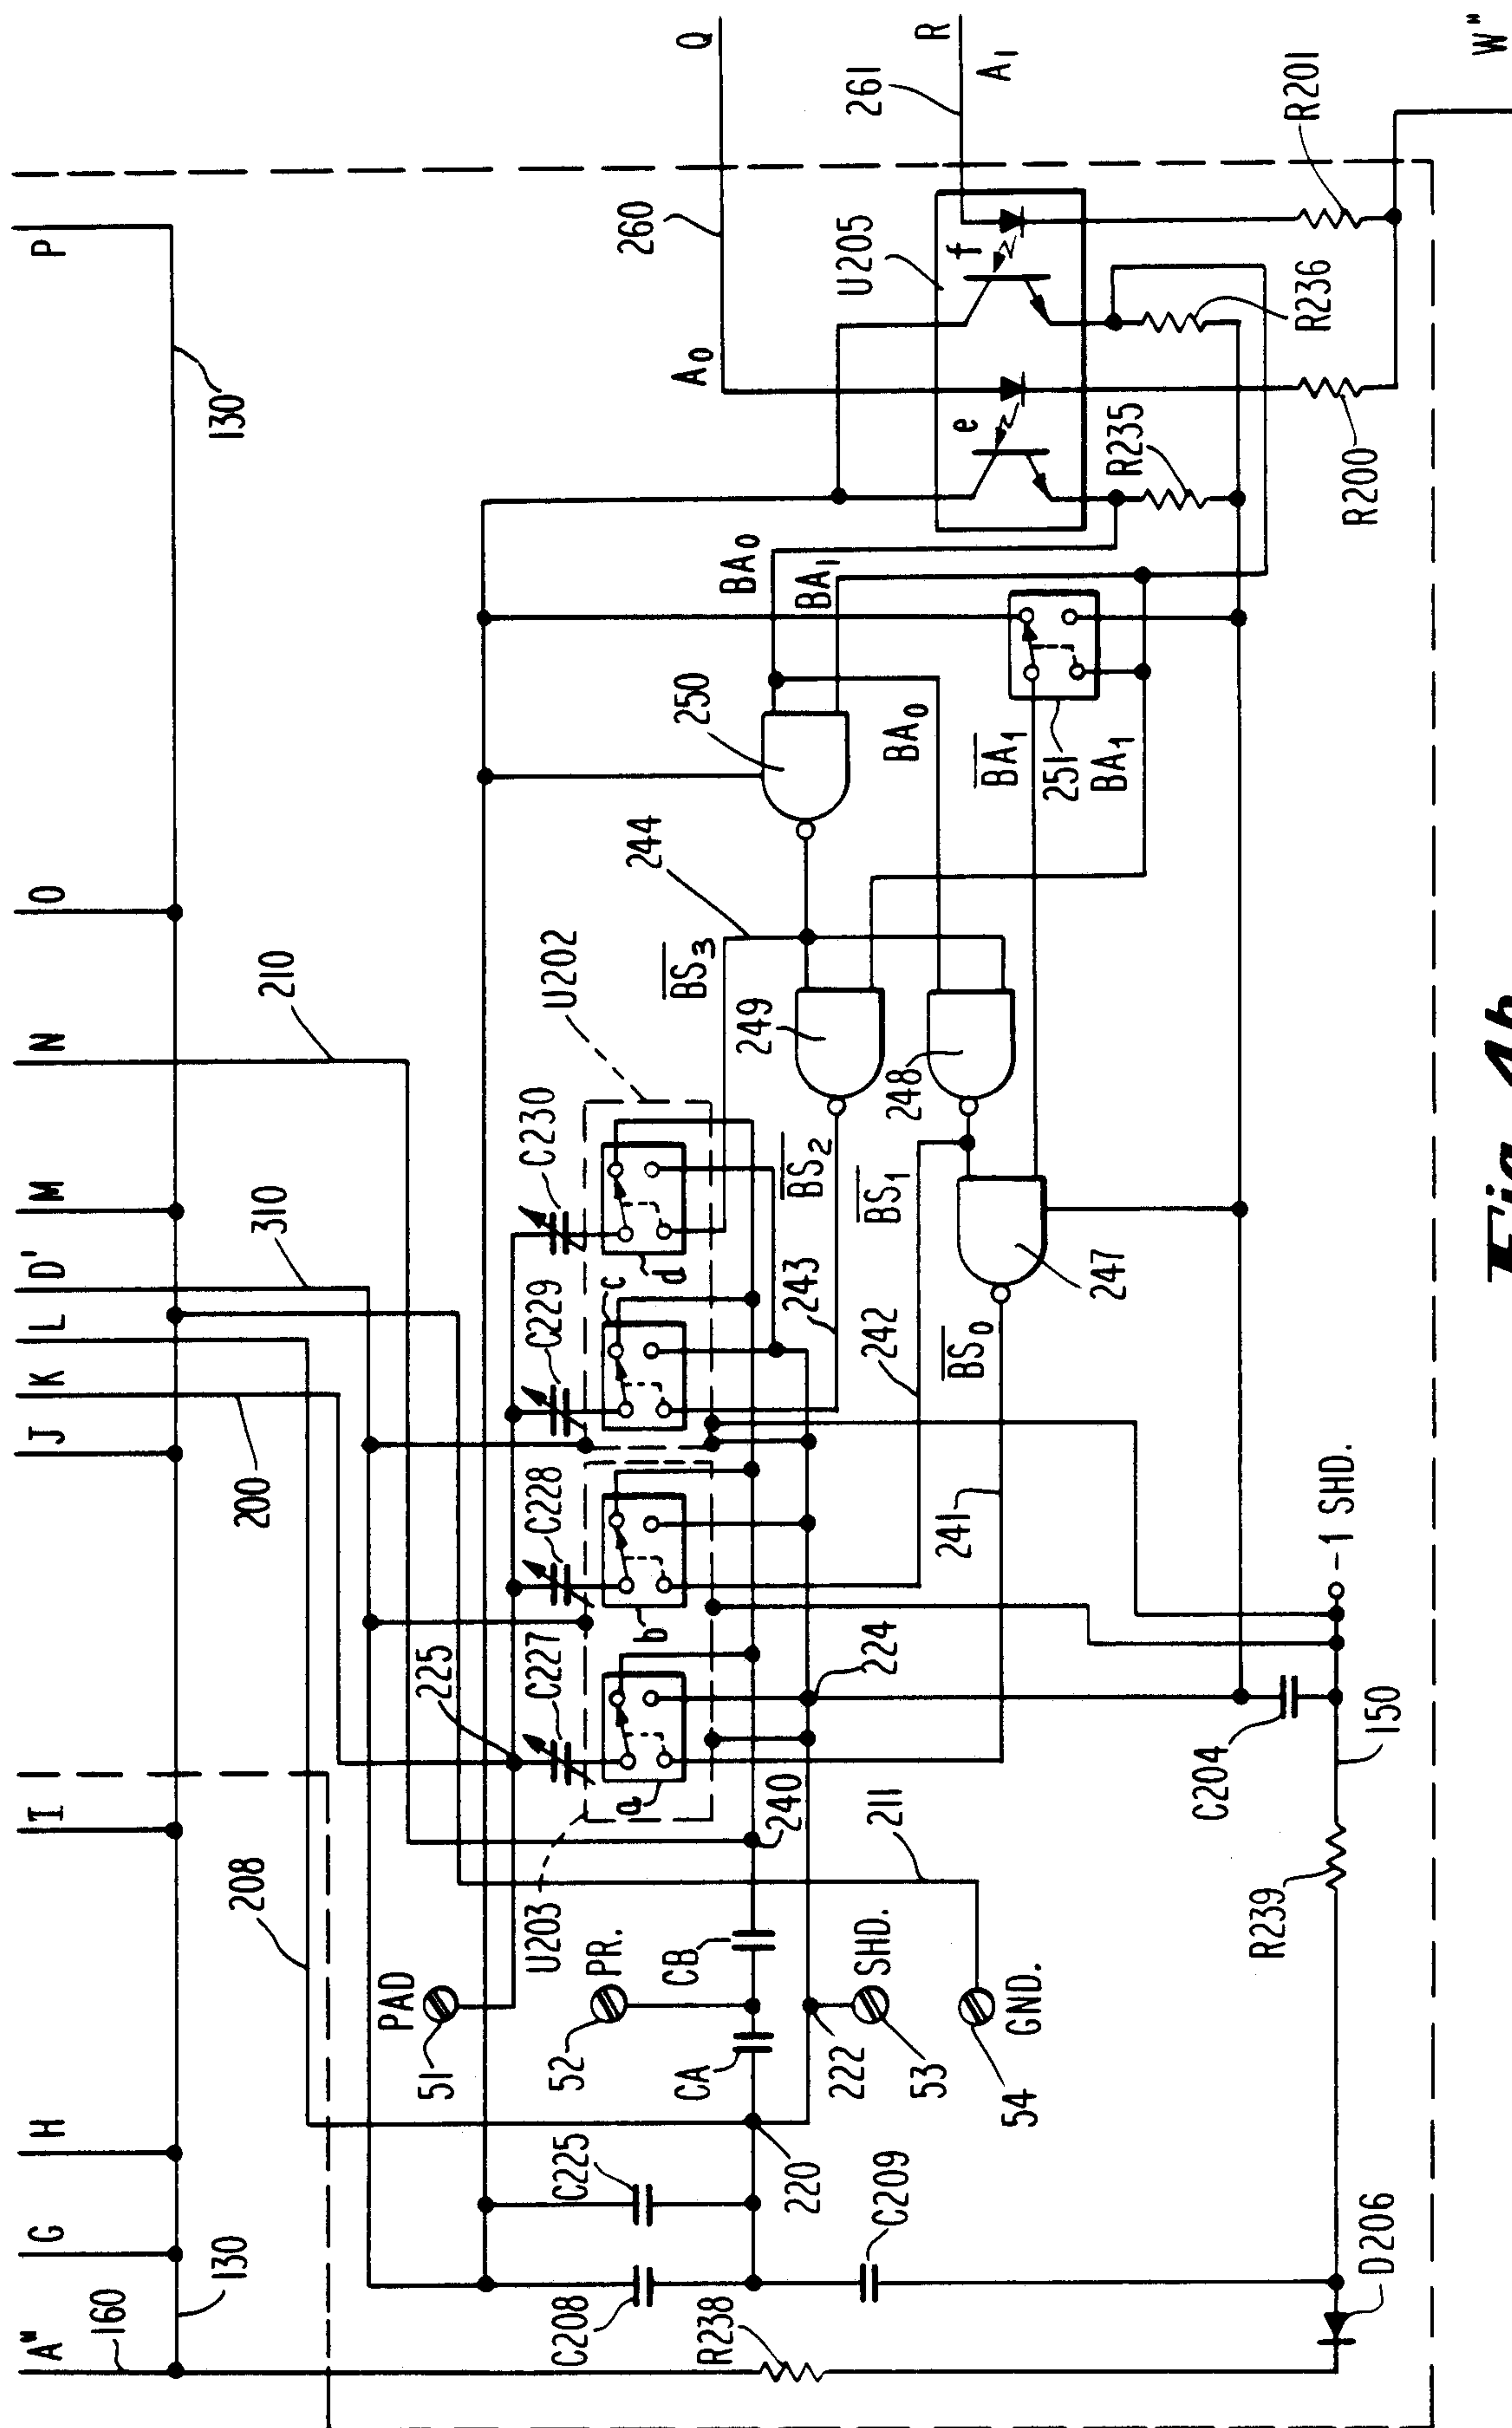 A" G H I J K L D' M N O P
160
130
130
208
200
310
210
Q
260
A0
R
261
A1
W"
PAD
51
PR.
52
CA
CB
SHD.
53
222
GND.
54
220
C208
C225
C209
R238
D206
R239
150
C204
-1 SHD.
211
240
224
225
U203
C227
C228
C229
C230
U202
a
b
c
d
241
242
243
244
BS0
BS1
BS2
BS3
247
248
249
250
251
BA0
BA1
BA0
BA1
BA1
U205
e
f
R235
R236
R200
R201
Fig. 4b